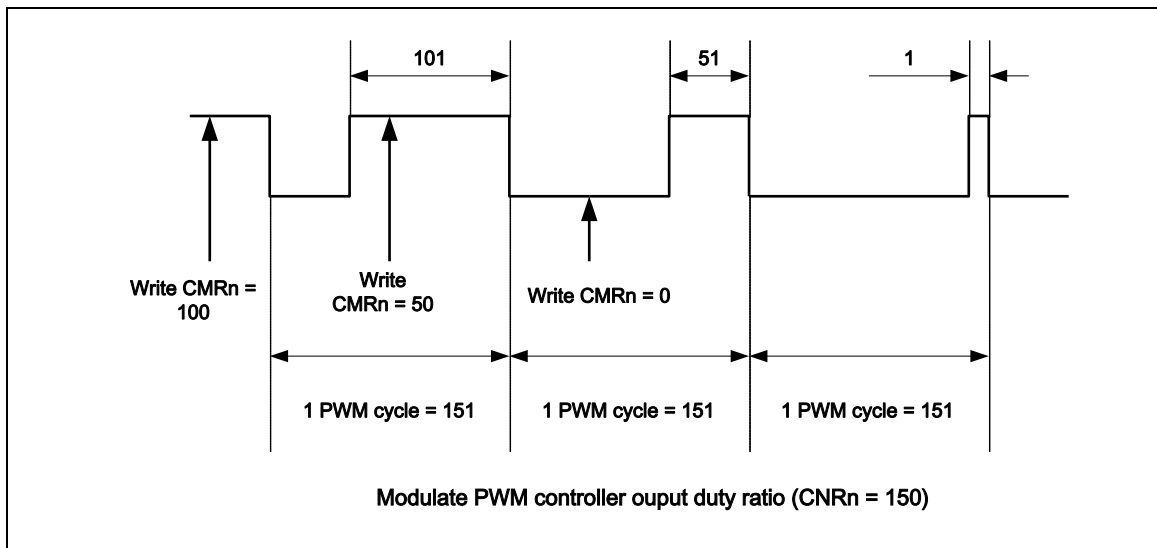 101
51
1
Write CMRn =
100
Write
CMRn = 50
Write CMRn = 0
1 PWM cycle = 151
1 PWM cycle = 151
1 PWM cycle = 151
Modulate PWM controller ouput duty ratio (CNRn = 150)